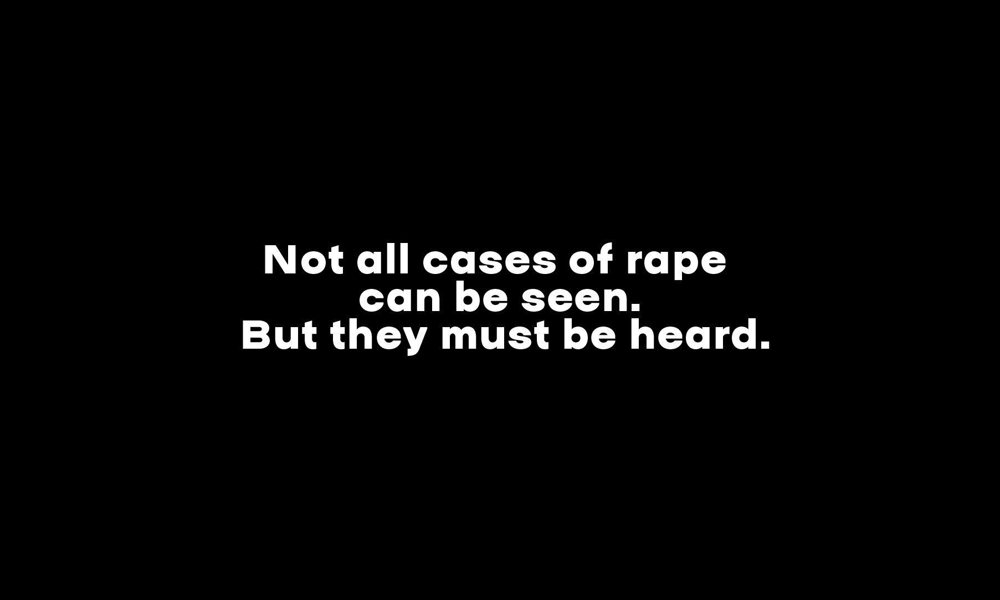 Not all cases of rape
can be seen.
But they must be heard.